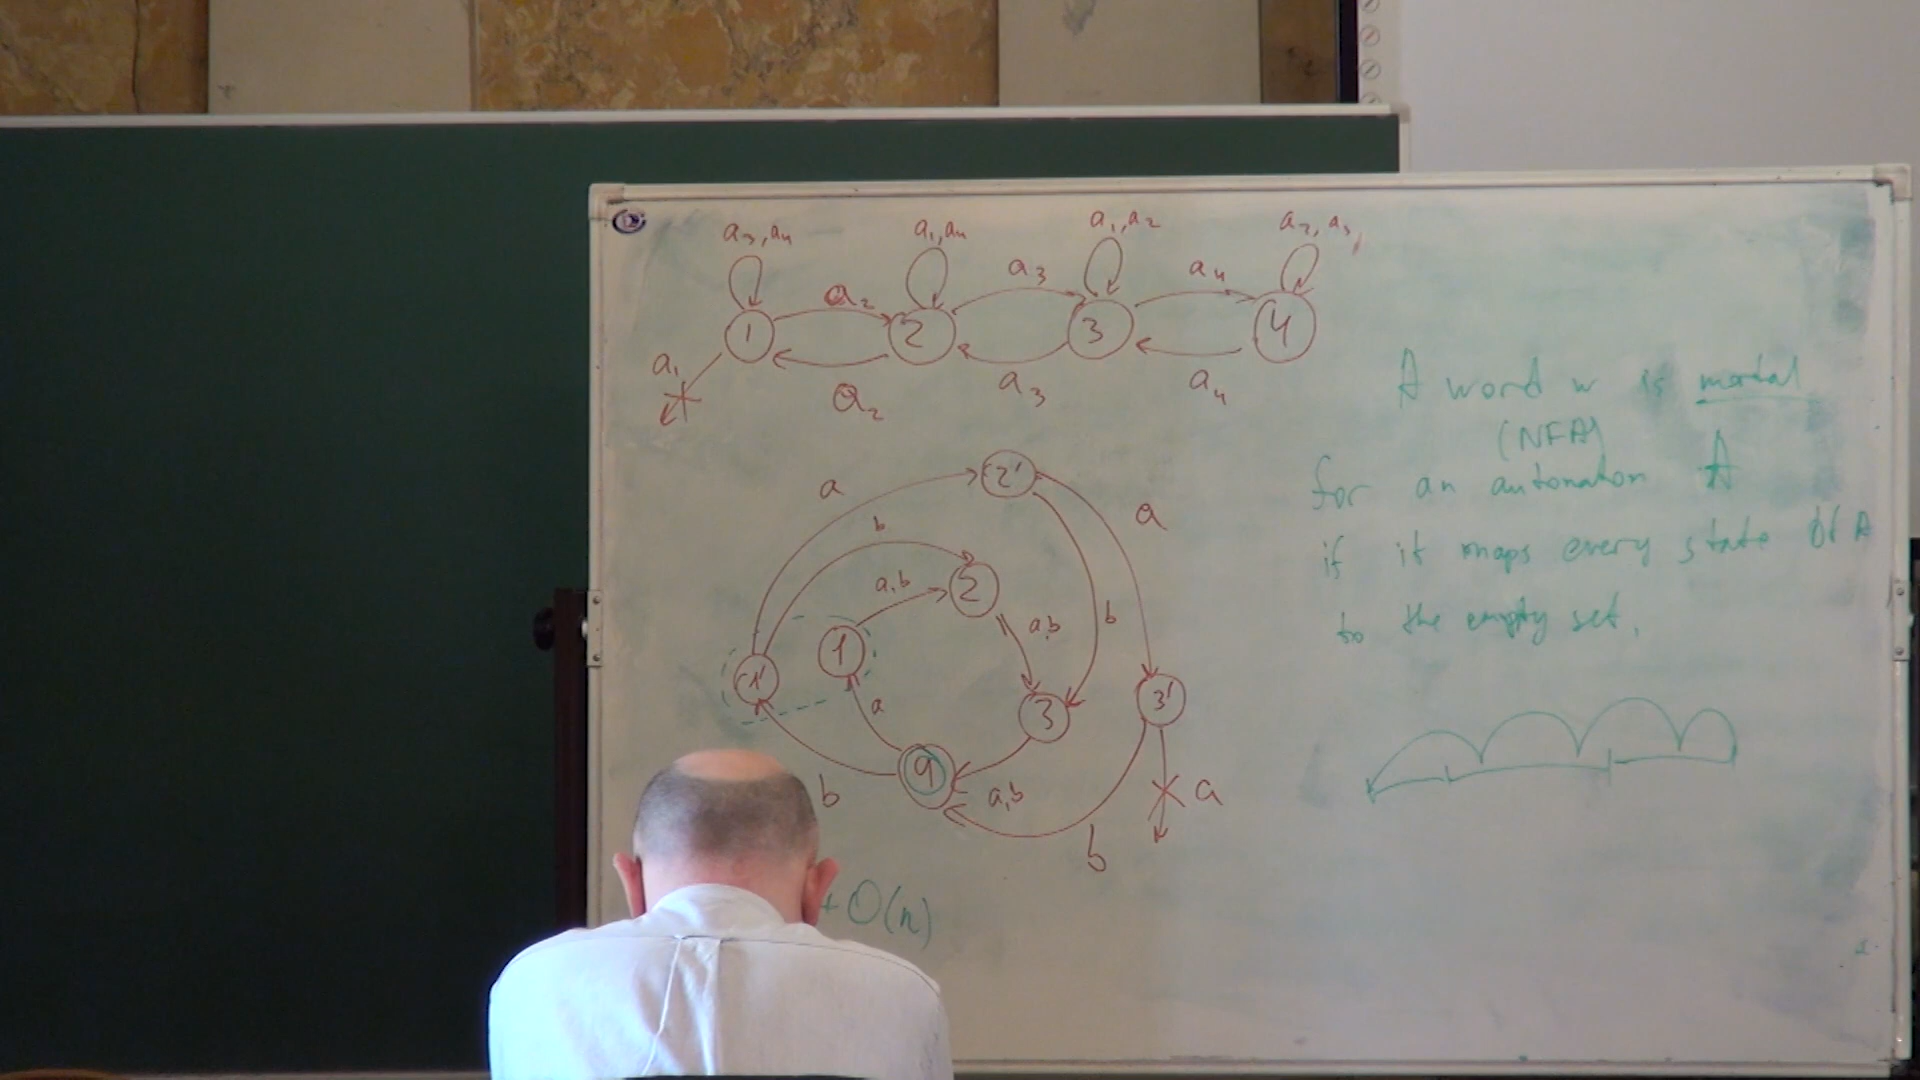 a₃,a₄
a₁,a₄
a₁,a₂
a₂,a₃,
a₂
a₃
a₄
1
2
3
4
a₁
a₂
a₃
a₄
A word w is mortal
(NFA)
for an automaton A
if it maps every state of A
to the empty set.
a
2'
a
b
a,b
2
a,b
b
1'
1
3
3'
a
9
b
a,b
a
b
+ O(n)